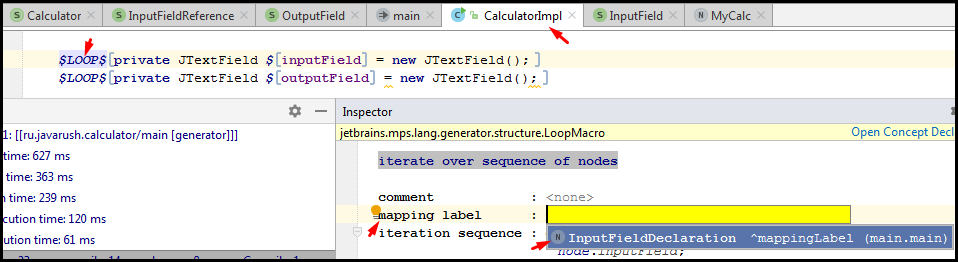 Calculator InputFieldReference OutputField main CalculatorImpl InputField MyCalc
$LOOP$[private JTextField $[inputField] = new JTextField();]
$LOOP$[private JTextField $[outputField] = new JTextField();]
Inspector
1: [[ru.javarush.calculator/main [generator]]]
jetbrains.mps.lang.generator.structure.LoopMacro Open Concept Decl
time: 627 ms
iterate over sequence of nodes
time: 363 ms
n time: 239 ms
comment : <none>
ecution time: 120 ms
mapping label :
cution time: 61 ms
iteration sequence :
InputFieldDeclaration ^mappingLabel (main.main)
node.inputField;